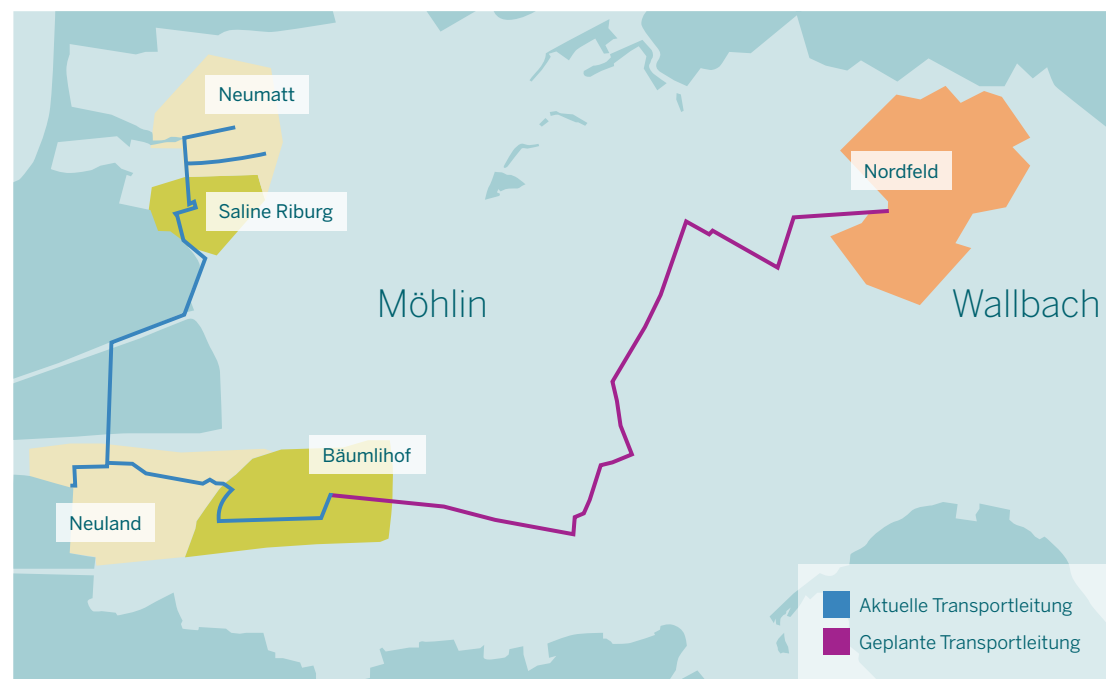 Neumatt
Nordfeld
Saline Riburg
Möhlin
Wallbach
Bäumlihof
Neuland
Aktuelle Transportleitung
Geplante Transportleitung